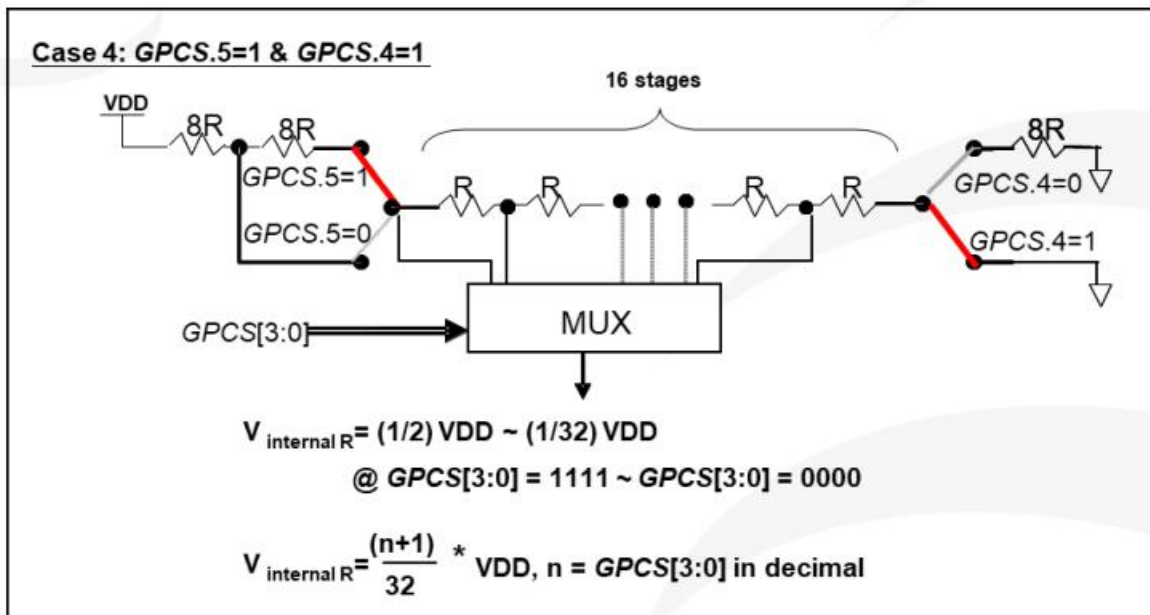 Case 4: GPCS.5=1 & GPCS.4=1
16 stages
VDD
8R 8R 8R
GPCS.5=1
R R R R
GPCS.4=0
GPCS.5=0
GPCS.4=1
GPCS[3:0]
MUX
V internal R= (1/2) VDD ~ (1/32) VDD
@ GPCS[3:0] = 1111 ~ GPCS[3:0] = 0000
V internal R= (n+1)/32 * VDD, n = GPCS[3:0] in decimal